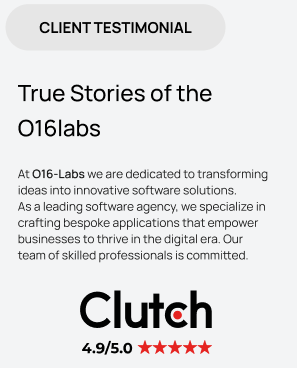 CLIENT TESTIMONIAL
True Stories of the
O16labs
At O16-Labs we are dedicated to transforming
ideas into innovative software solutions.
As a leading software agency, we specialize in
crafting bespoke applications that empower
businesses to thrive in the digital era. Our
team of skilled professionals is committed.
Clutch
4.9/5.0 ★★★★★